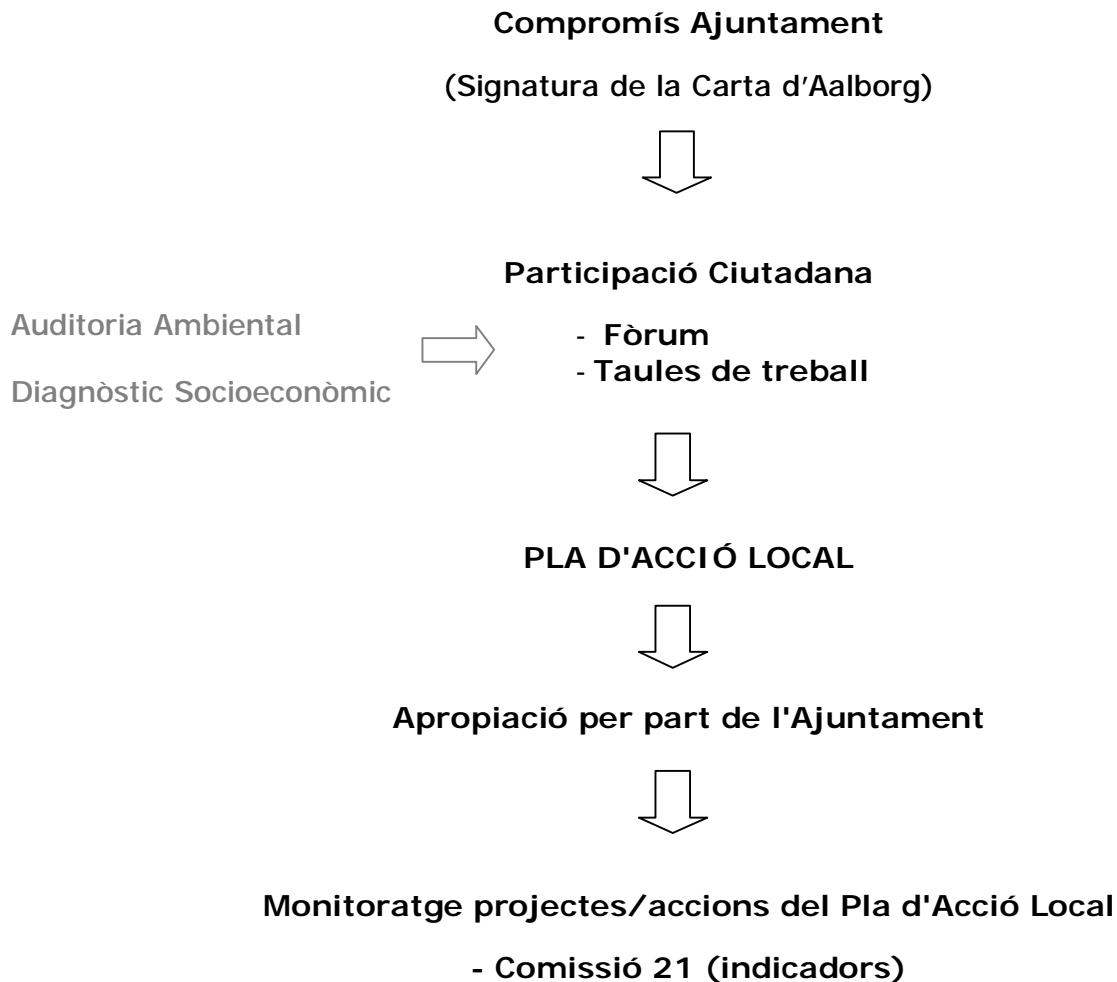 Compromís Ajuntament
(Signatura de la Carta d’Aalborg)
Participació Ciutadana
Auditoria Ambiental
Diagnòstic Socioeconòmic
- Fòrum
- Taules de treball
PLA D'ACCIÓ LOCAL
Apropiació per part de l'Ajuntament
Monitoratge projectes/accions del Pla d'Acció Local
- Comissió 21 (indicadors)